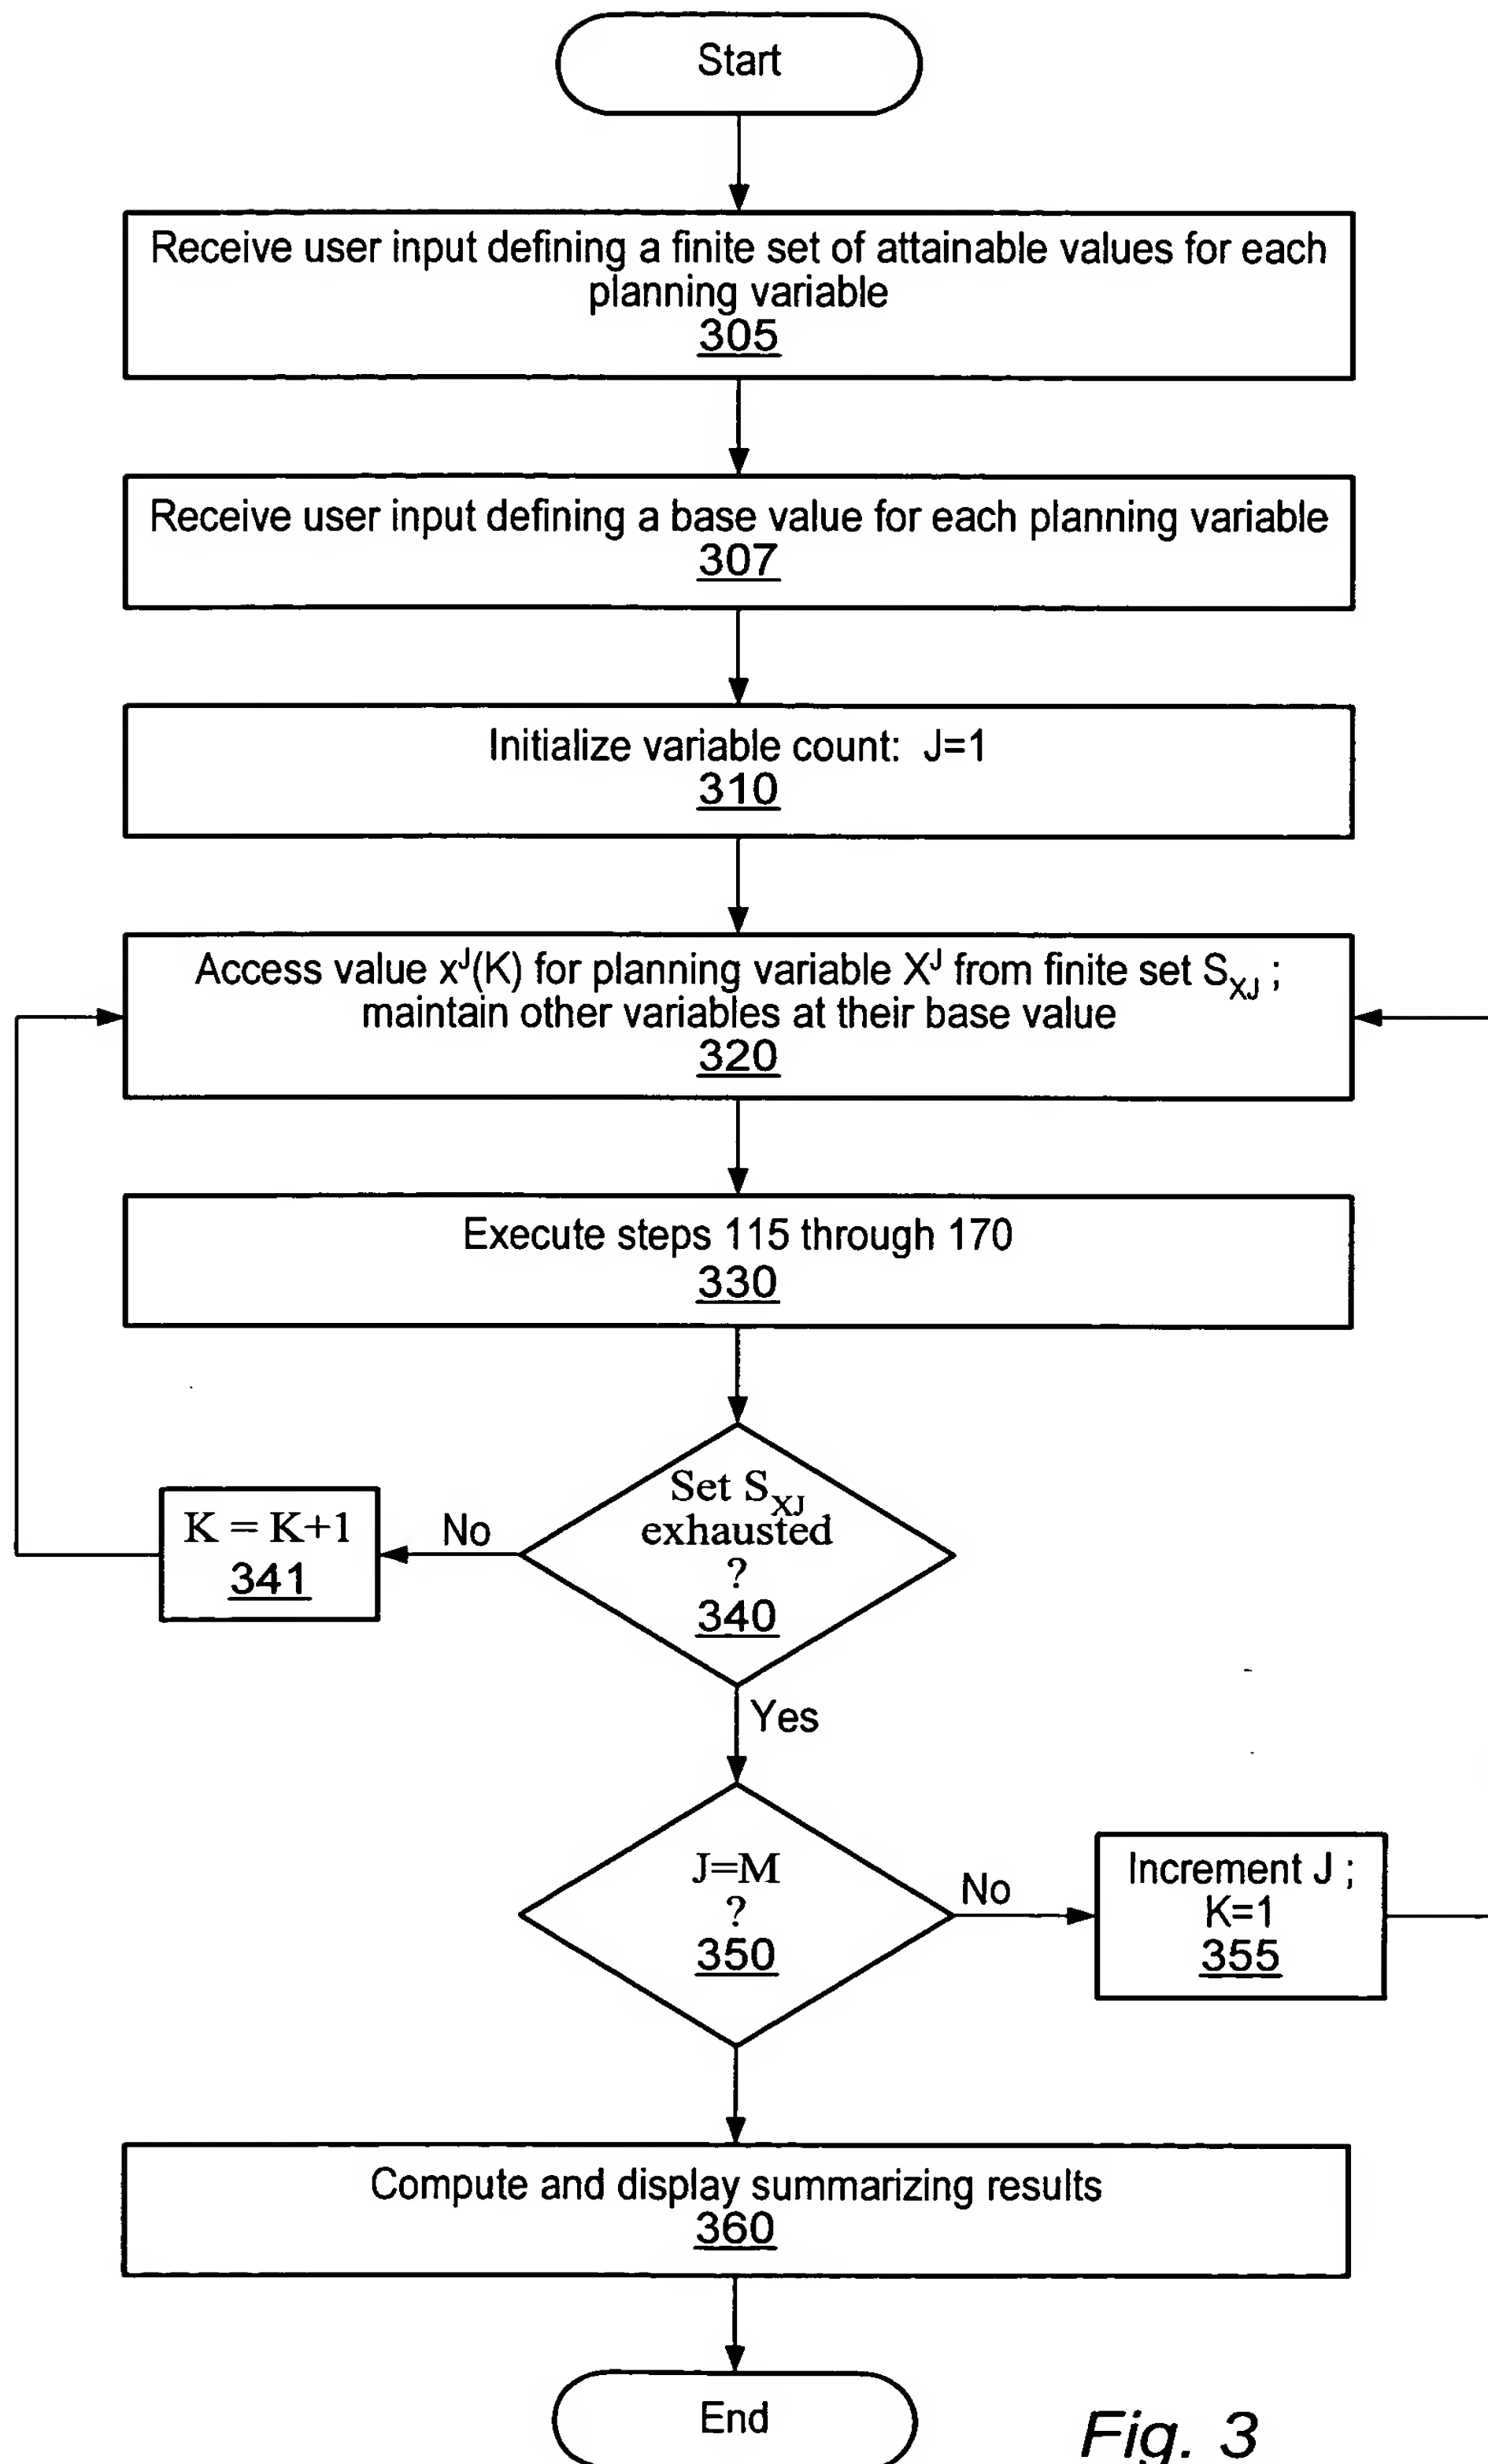 Start
Receive user input defining a finite set of attainable values for each
planning variable
305
Receive user input defining a base value for each planning variable
307
Initialize variable count: J=1
310
Access value x^J(K) for planning variable X^J from finite set S_XJ ;
maintain other variables at their base value
320
Execute steps 115 through 170
330
Set S_XJ
exhausted
?
340
No
K = K+1
341
Yes
J=M
?
350
No
Increment J ;
K=1
355
Compute and display summarizing results
360
End
Fig. 3